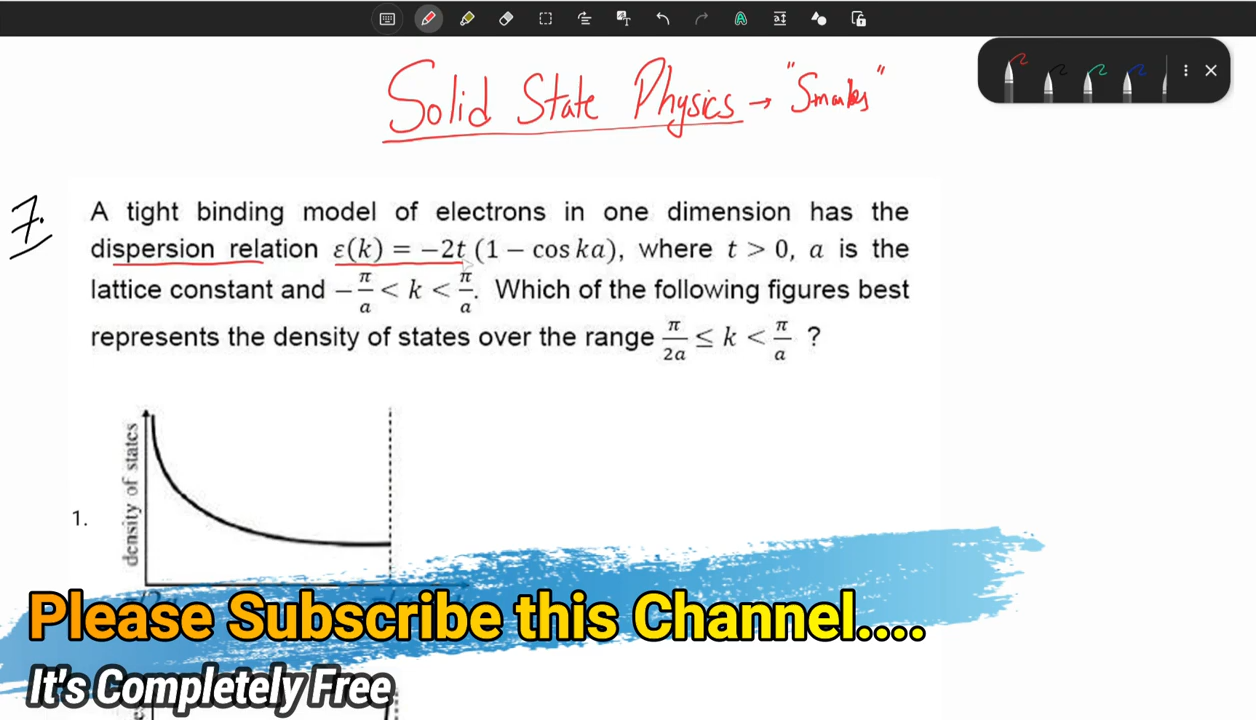 Solid State Physics → "5marks"
7.
A tight binding model of electrons in one dimension has the
dispersion relation ε(k) = −2t (1 − cos ka), where t > 0, a is the
lattice constant and −π/a < k < π/a. Which of the following figures best
represents the density of states over the range π/2a ≤ k < π/a ?
density of states
1.
Please Subscribe this Channel....
It's Completely Free